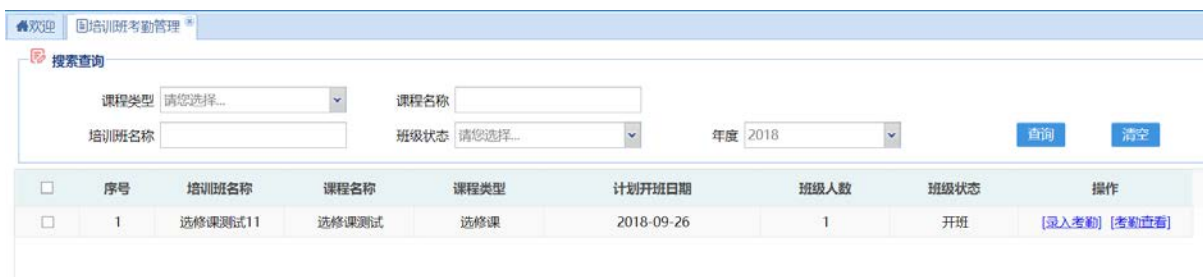 欢迎 培训班考勤管理
搜索查询
课程类型 请您选择... 课程名称
培训班名称 班级状态 请您选择... 年度 2018 查询 清空
序号 培训班名称 课程名称 课程类型 计划开班日期 班级人数 班级状态 操作
1 选修课测试11 选修课测试 选修课 2018-09-26 1 开班 [录入考勤] [考勤查看]